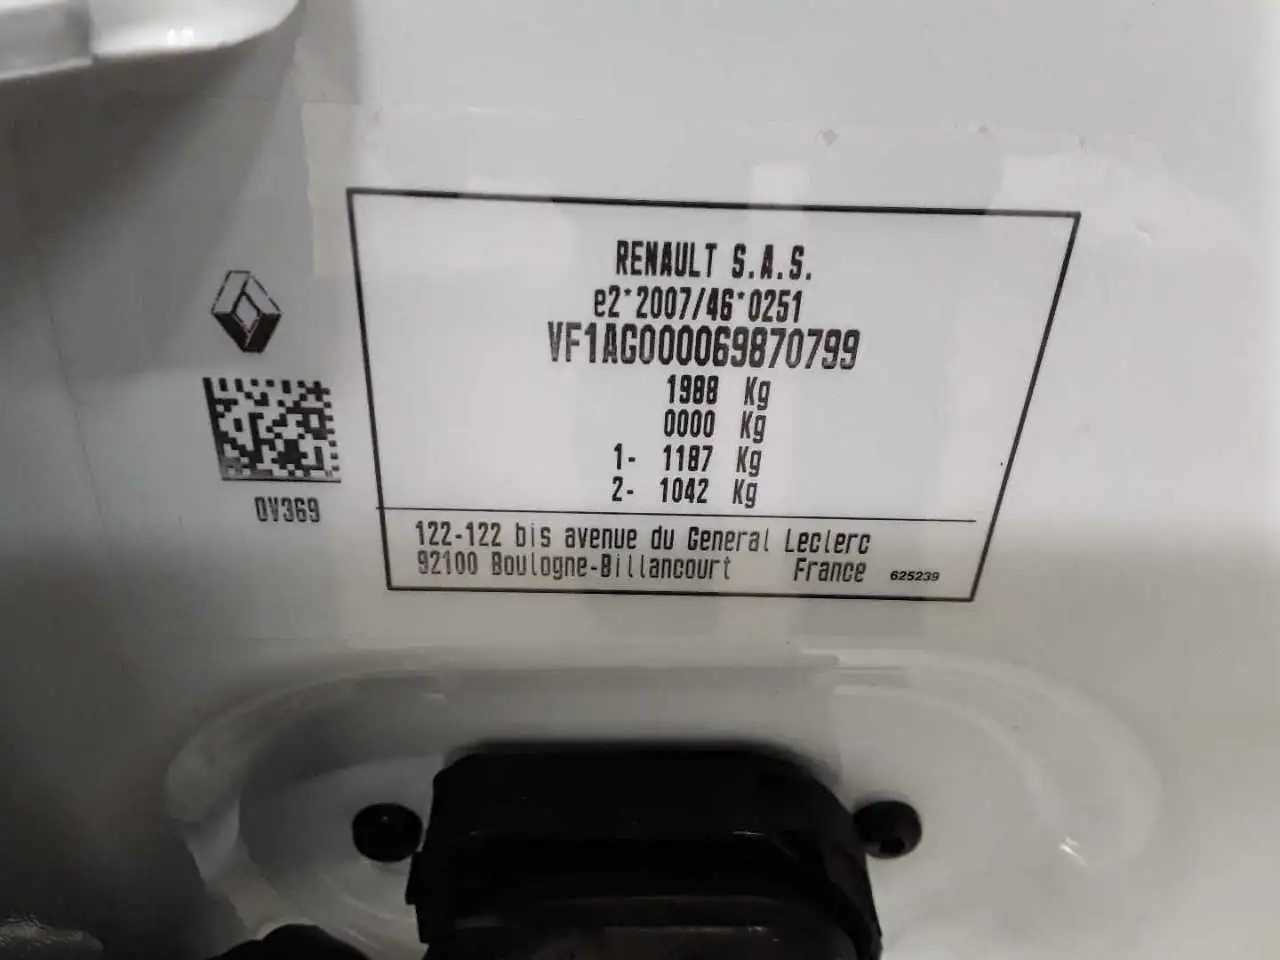 RENAULT S.A.S.
e2*2007/46*0251
VF1AG000069870799
1988 Kg
0000 Kg
1- 1187 Kg
2- 1042 Kg
DV369
122-122 bis avenue du General Leclerc
92100 Boulogne-Billancourt France 625239